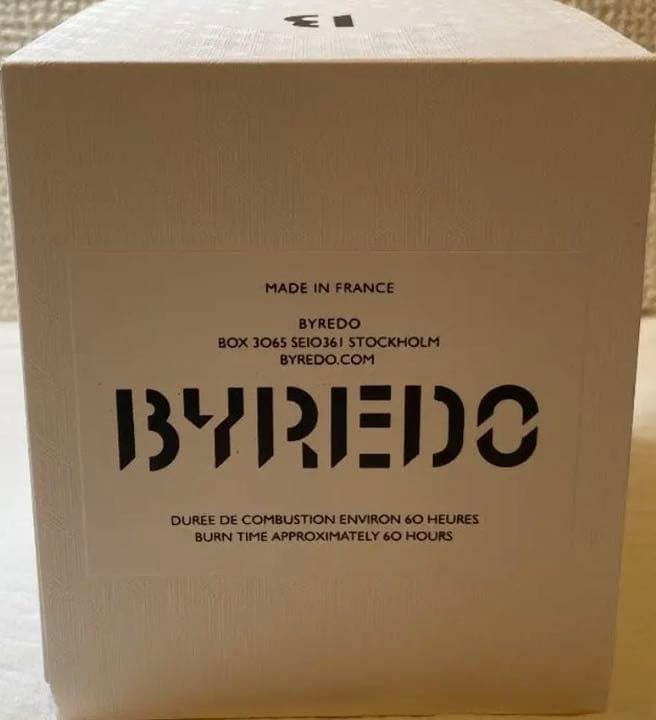 MADE IN FRANCE
BYREDO
BOX 3065 SE10361 STOCKHOLM
BYREDO.COM
BYREDO
DURÉE DE COMBUSTION ENVIRON 60 HEURES
BURN TIME APPROXIMATELY 60 HOURS